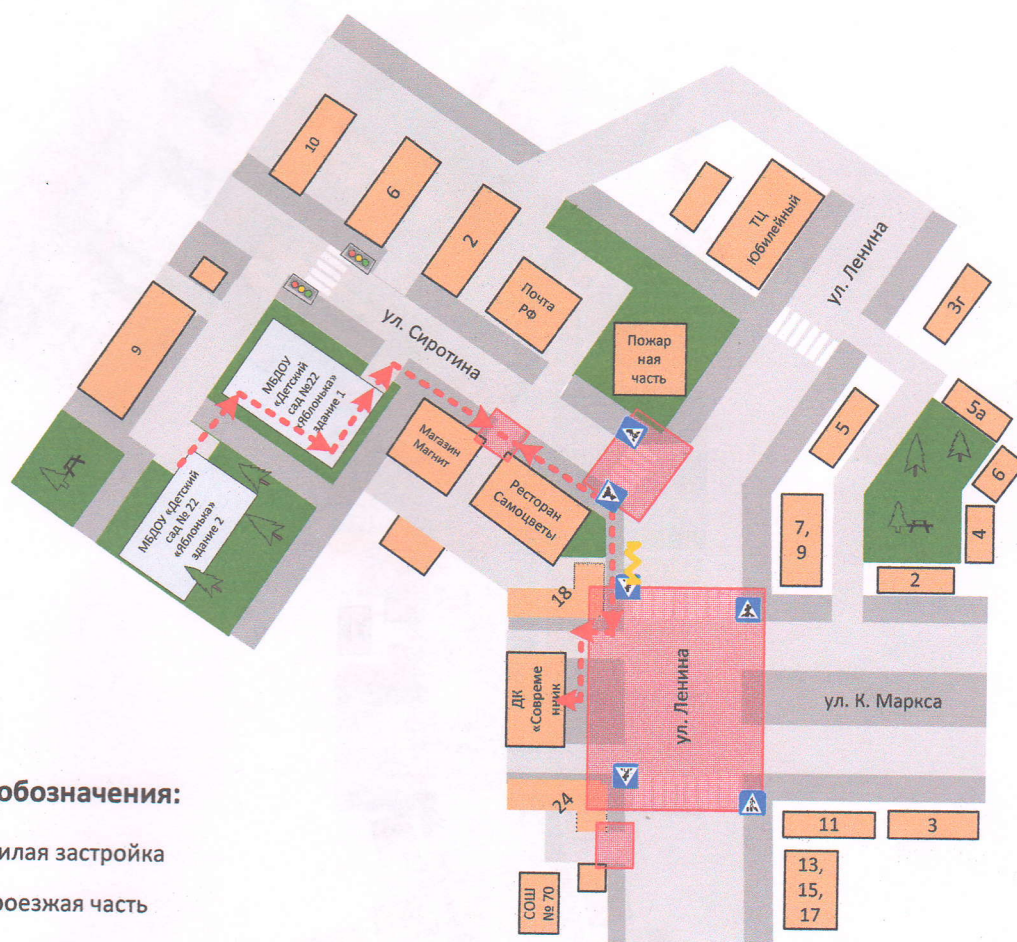 10
6
2
Почта
РФ
ТЦ
Юбилейный
ул. Ленина
3г
9
ул. Сиротина
МБДОУ
«Детский
сад №22
«Яблонька»
здание 1
Пожар
ная
часть
5
5а
6
4
Магазин
Магнит
Ресторан
Самоцветы
МБДОУ «Детский
сад № 22
«Яблонька»
здание 2
7,
9
2
18
ДК
«Совреме
нник
ул. Ленина
ул. К. Маркса
24
11
3
13,
15,
17
СОШ
№ 70
обозначения:
илая застройка
роезжая часть